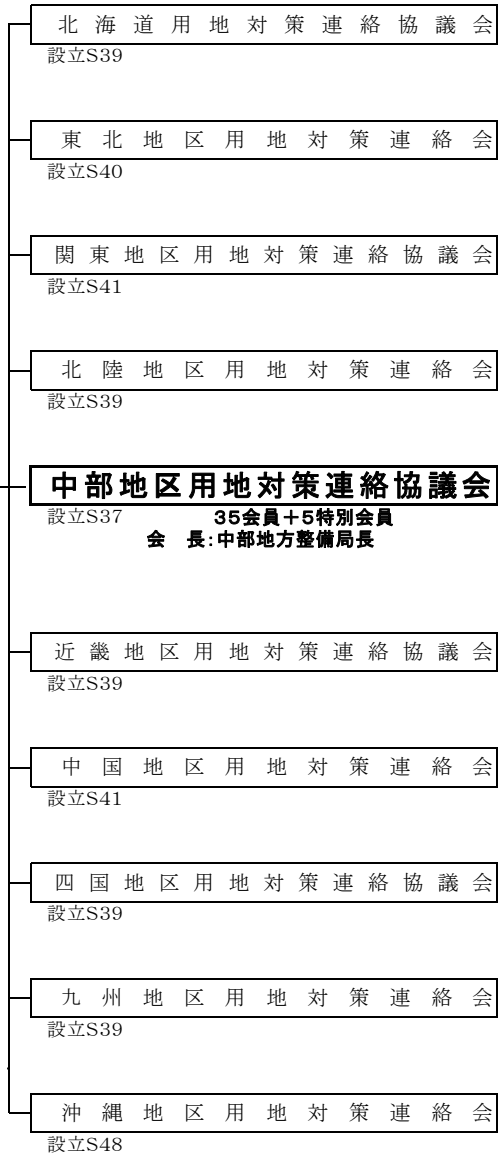 北海道用地対策連絡協議会
設立S39
東北地区用地対策連絡会
設立S40
関東地区用地対策連絡協議会
設立S41
北陸地区用地対策連絡会
設立S39
中部地区用地対策連絡協議会
設立S37 35会員+5特別会員
会 長:中部地方整備局長
近畿地区用地対策連絡協議会
設立S39
中国地区用地対策連絡会
設立S41
四国地区用地対策連絡協議会
設立S39
九州地区用地対策連絡会
設立S39
沖縄地区用地対策連絡会
設立S48